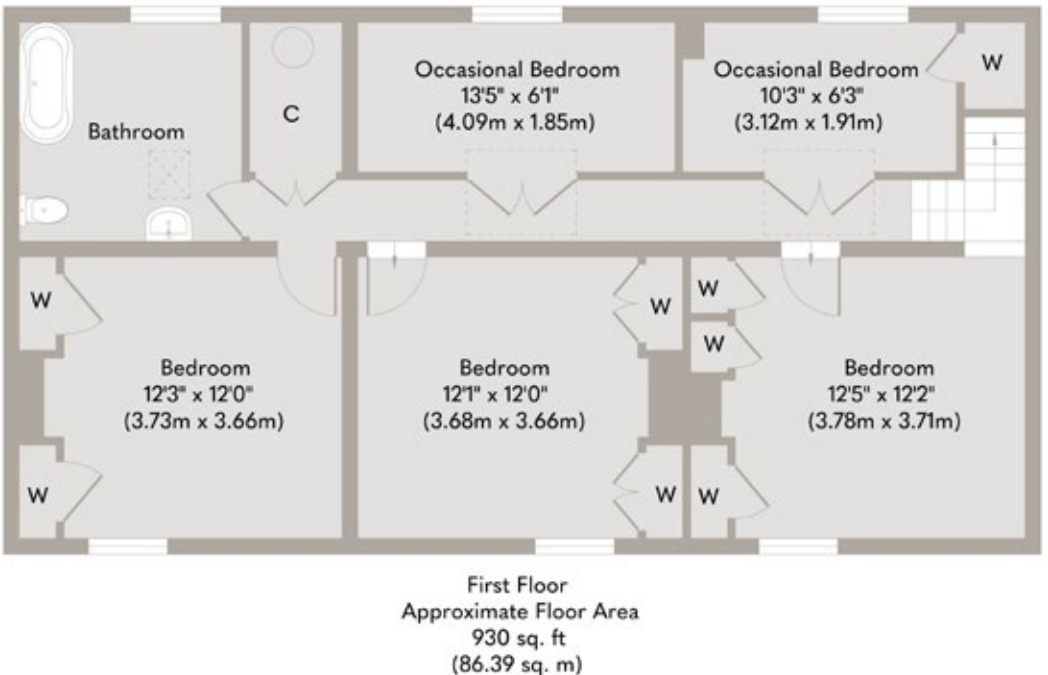 Bathroom
C
Occasional Bedroom
13'5" x 6'1"
(4.09m x 1.85m)
Occasional Bedroom
10'3" x 6'3"
(3.12m x 1.91m)
W
W
W
Bedroom
12'3" x 12'0"
(3.73m x 3.66m)
W
W
Bedroom
12'1" x 12'0"
(3.68m x 3.66m)
W
W
W
Bedroom
12'5" x 12'2"
(3.78m x 3.71m)
First Floor
Approximate Floor Area
930 sq. ft
(86.39 sq. m)